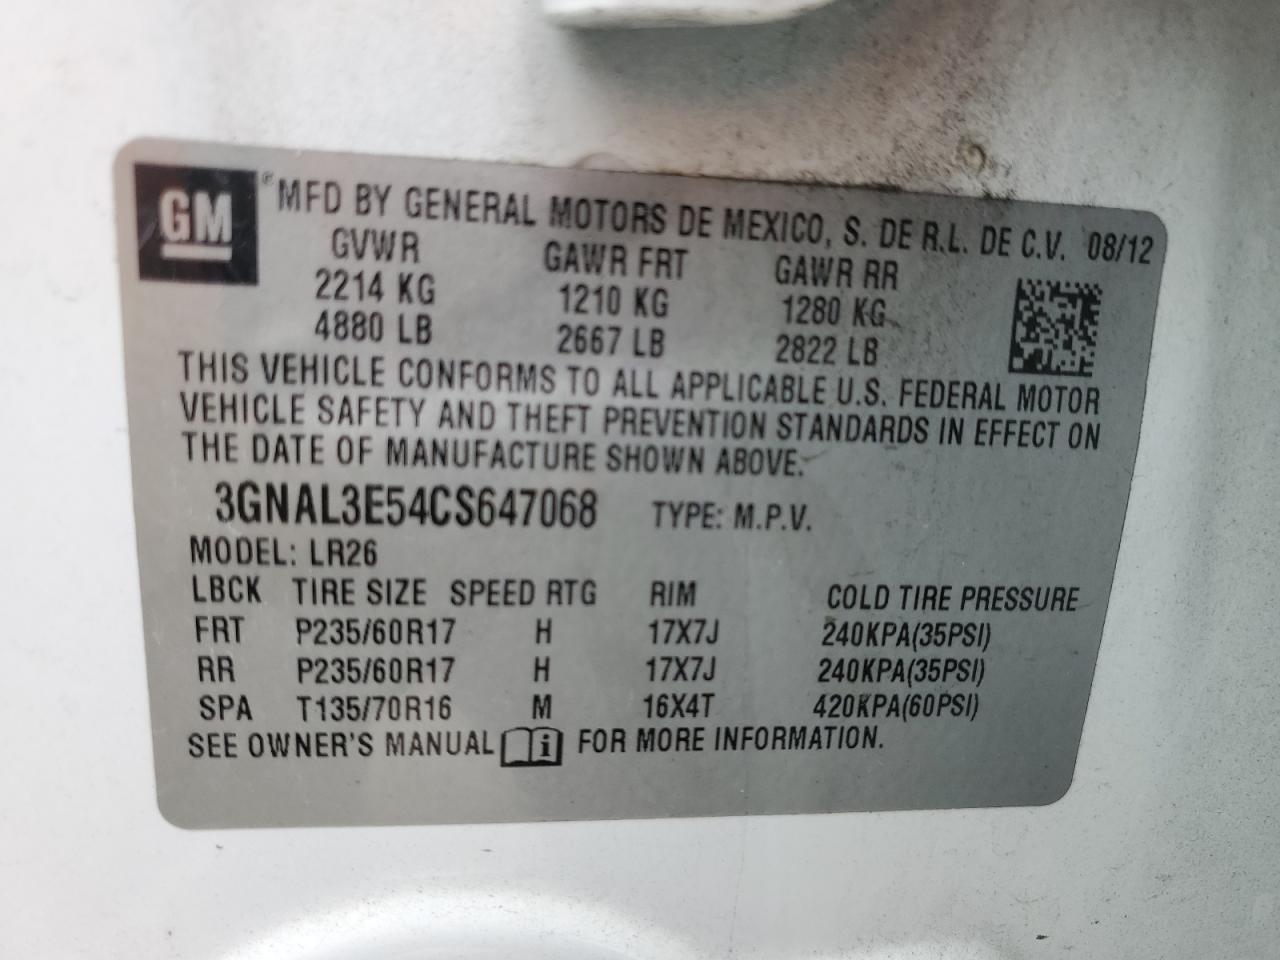 GM ® MFD BY GENERAL MOTORS DE MEXICO, S. DE R.L. DE C.V. 08/12
GVWR GAWR FRT GAWR RR
2214 KG 1210 KG 1280 KG
4880 LB 2667 LB 2822 LB
THIS VEHICLE CONFORMS TO ALL APPLICABLE U.S. FEDERAL MOTOR
VEHICLE SAFETY AND THEFT PREVENTION STANDARDS IN EFFECT ON
THE DATE OF MANUFACTURE SHOWN ABOVE.
3GNAL3E54CS647068 TYPE: M.P.V.
MODEL: LR26
LBCK TIRE SIZE SPEED RTG RIM COLD TIRE PRESSURE
FRT P235/60R17 H 17X7J 240KPA(35PSI)
RR P235/60R17 H 17X7J 240KPA(35PSI)
SPA T135/70R16 M 16X4T 420KPA(60PSI)
SEE OWNER'S MANUAL i FOR MORE INFORMATION.